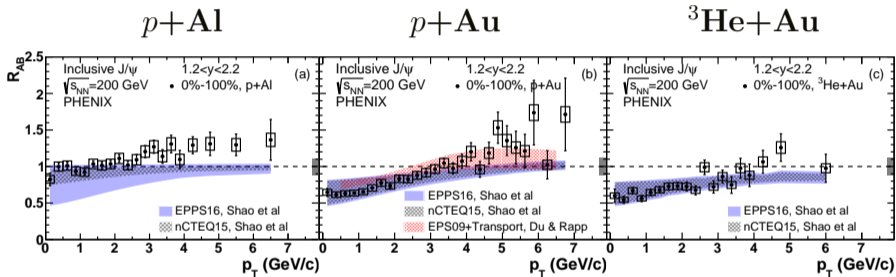 p+Al
p+Au
³He+Au
R_AB
2.5
2
1.5
1
0.5
0
Inclusive J/ψ
1.2<y<2.2
(a)
√s_NN=200 GeV
0%-100%, p+Al
PHENIX
EPPS16, Shao et al
nCTEQ15, Shao et al
0 1 2 3 4 5 6 7
p_T (GeV/c)
Inclusive J/ψ
1.2<y<2.2
(b)
√s_NN=200 GeV
0%-100%, p+Au
PHENIX
EPPS16, Shao et al
nCTEQ15, Shao et al
EPS09+Transport, Du & Rapp
0 1 2 3 4 5 6 7
p_T (GeV/c)
Inclusive J/ψ
1.2<y<2.2
(c)
√s_NN=200 GeV
0%-100%, ³He+Au
PHENIX
EPPS16, Shao et al
nCTEQ15, Shao et al
0 1 2 3 4 5 6 7
p_T (GeV/c)